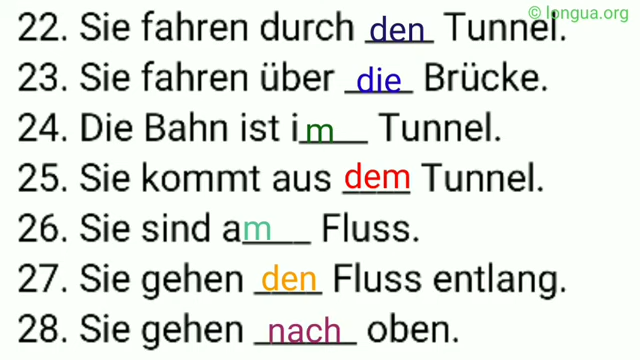 © longua.org
22. Sie fahren durch den Tunnel.
23. Sie fahren über die Brücke.
24. Die Bahn ist im Tunnel.
25. Sie kommt aus dem Tunnel.
26. Sie sind am Fluss.
27. Sie gehen den Fluss entlang.
28. Sie gehen nach oben.